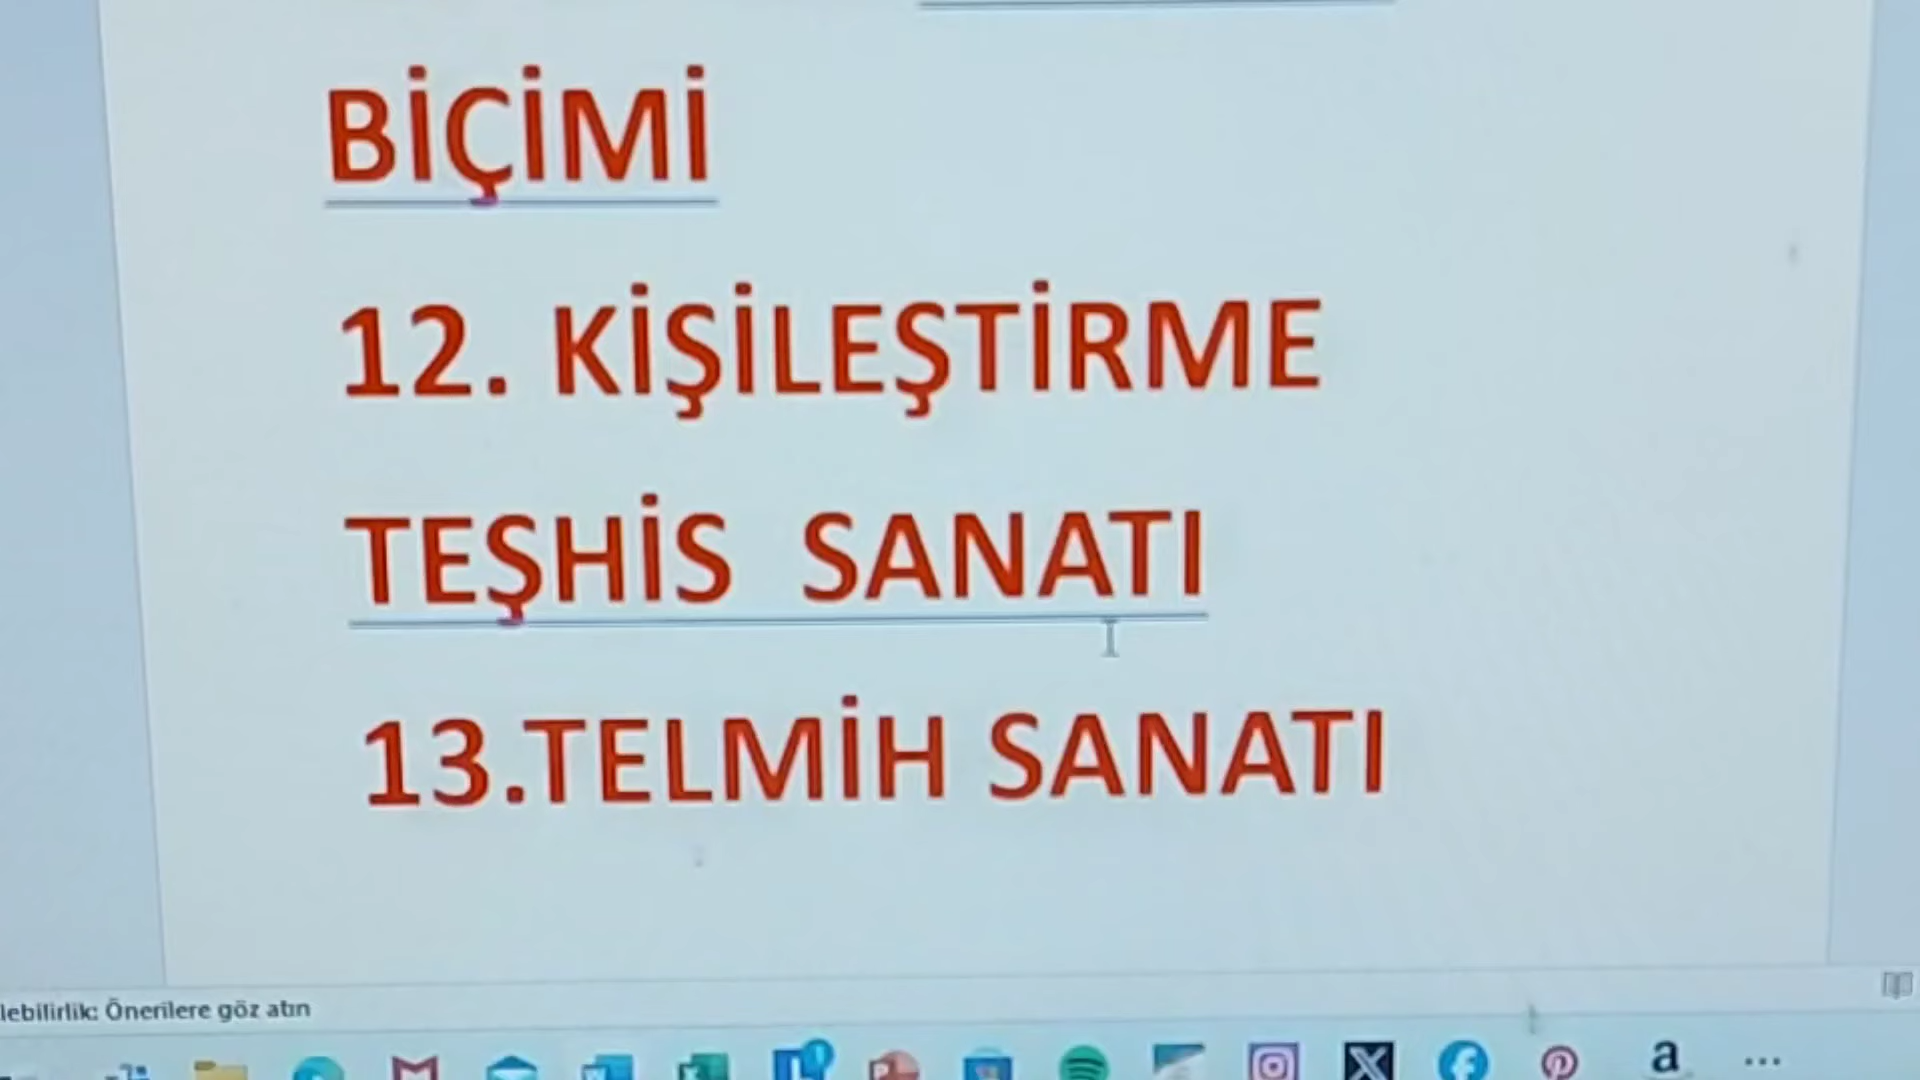 BİÇİMİ
12. KİŞİLEŞTİRME
TEŞHİS SANATI
13.TELMİH SANATI
lebilirlik: Önerilere göz atın